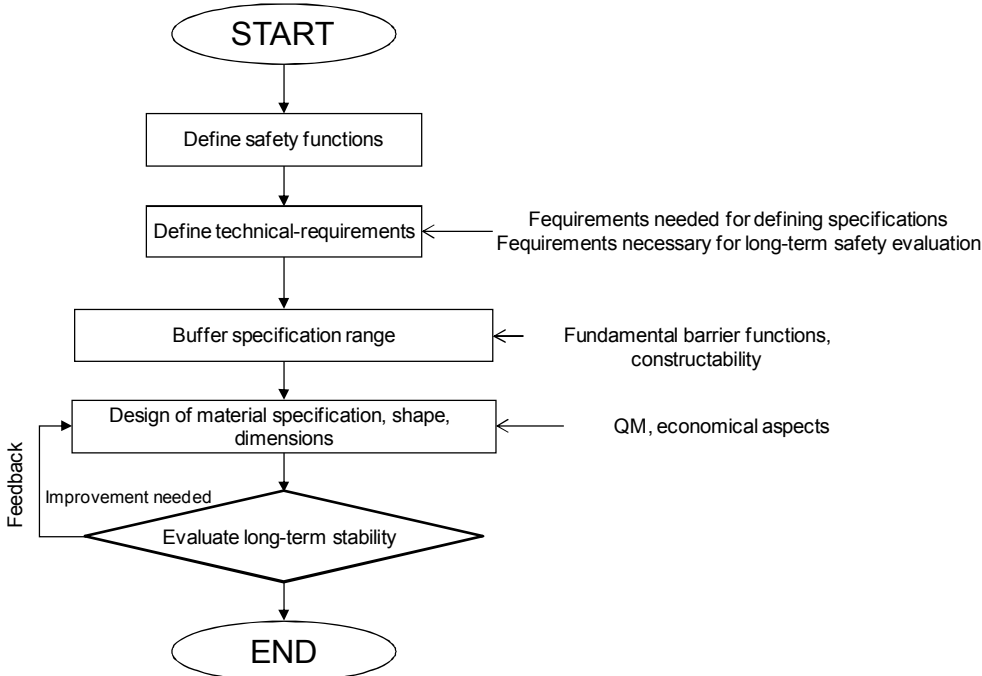 START
Define safety functions
Define technical-requirements
Fequirements needed for defining specifications
Fequirements necessary for long-term safety evaluation
Buffer specification range
Fundamental barrier functions,
constructability
Design of material specification, shape,
dimensions
QM, economical aspects
Feedback
Improvement needed
Evaluate long-term stability
END